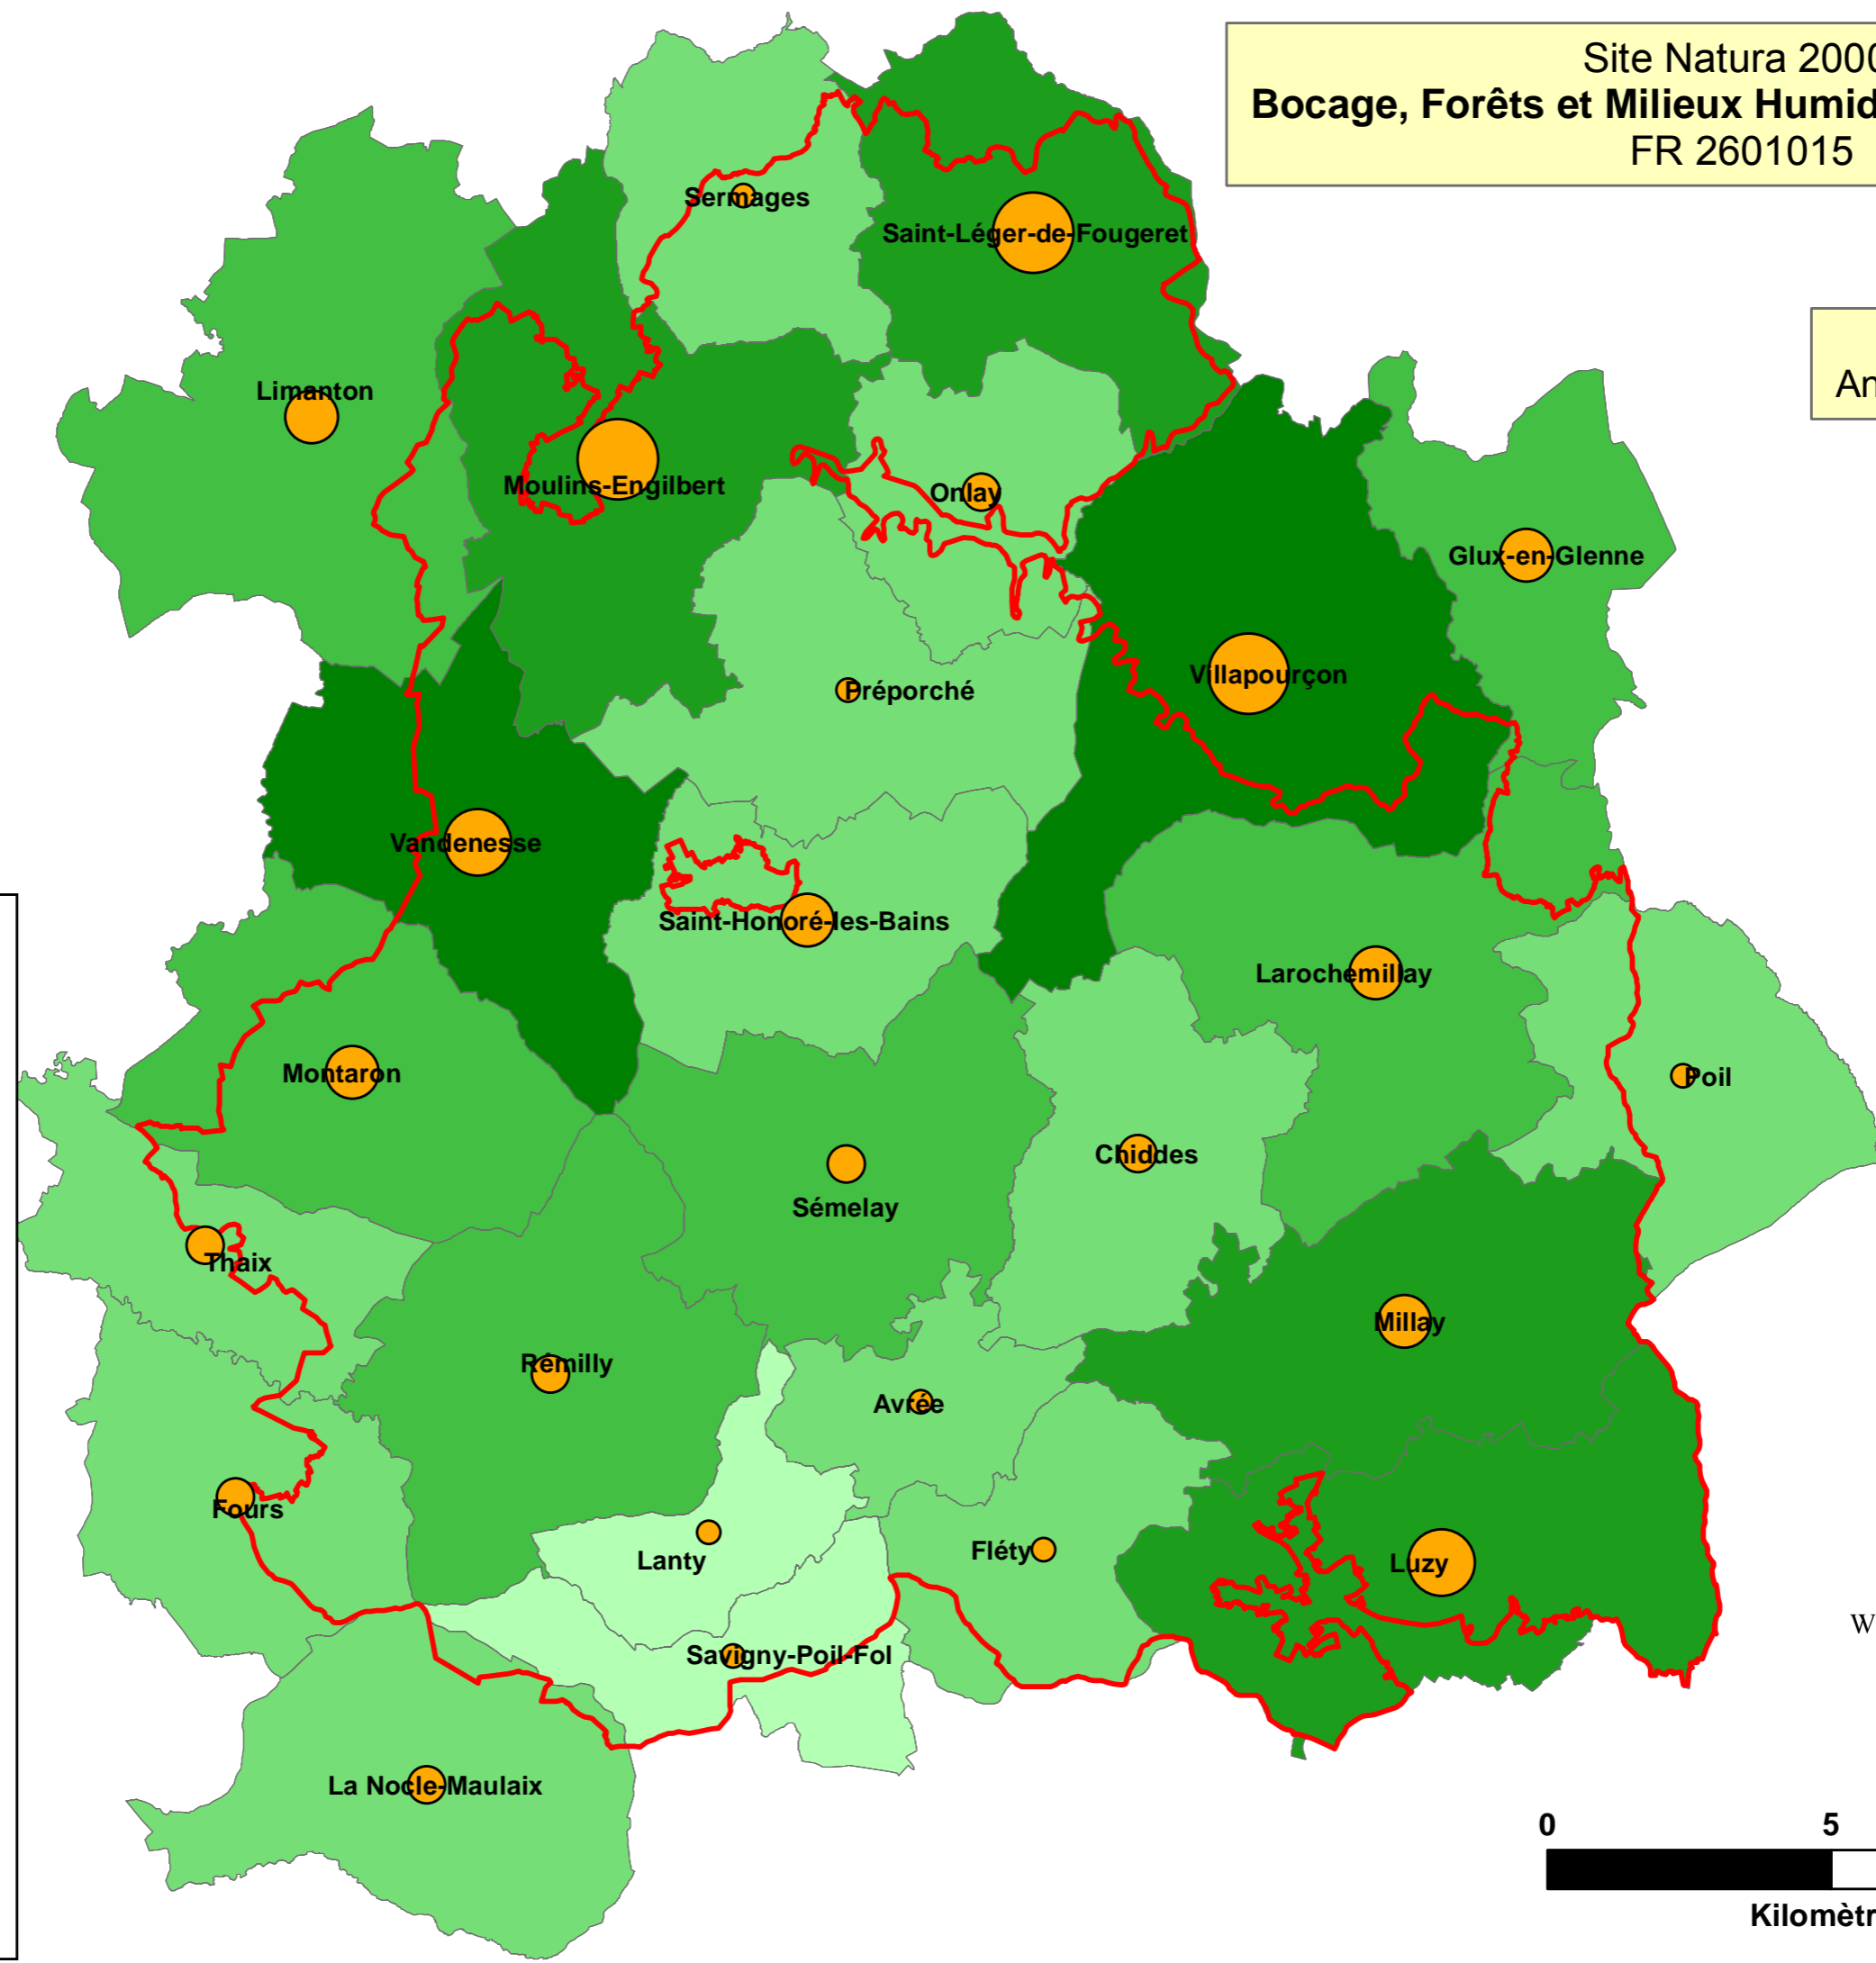 Site Natura 2000
Bocage, Forêts et Milieux Humid
FR 2601015
An
Sermages
Saint-Léger-de-Fougeret
Limanton
Moulins-Engilbert
Onlay
Glux-en-Glenne
Villapourçon
Préporché
Vandenesse
Saint-Honoré-les-Bains
Larochemillay
Montaron
Poil
Chiddes
Sémelay
Thaix
Millay
Rémilly
Avrée
Fours
Lanty
Fléty
Luzy
W
Savigny-Poil-Fol
La Nocle-Maulaix
0 5
Kilomètr